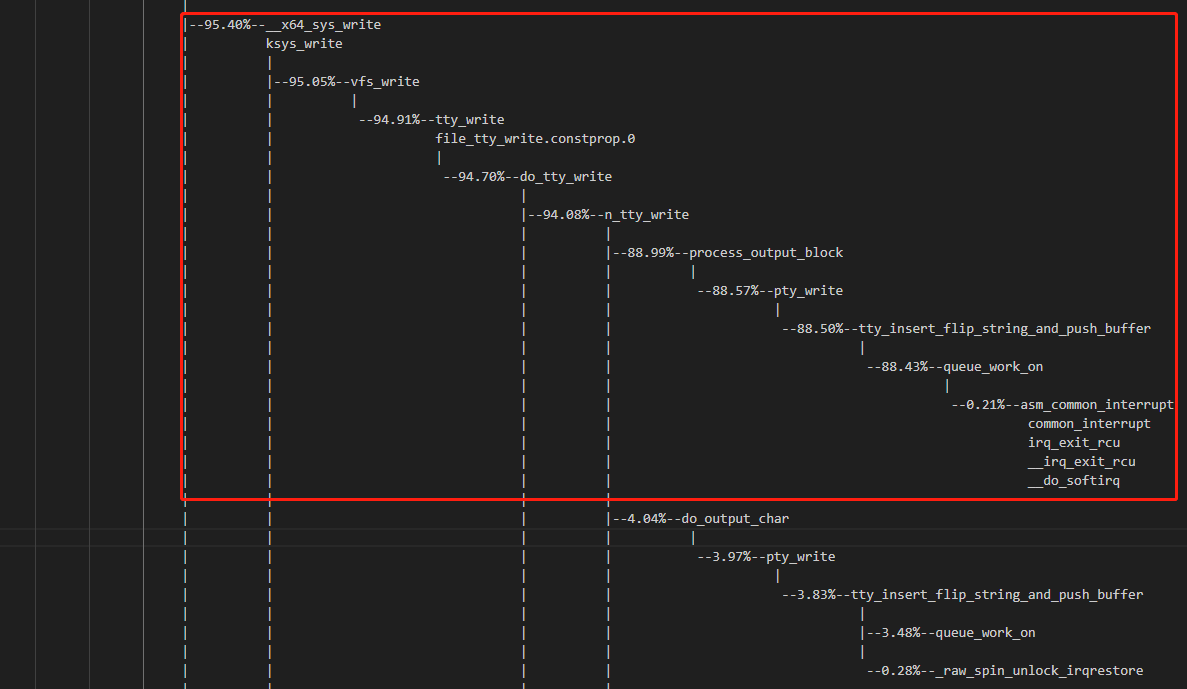 --95.40%--__x64_sys_write
ksys_write
|
|--95.05%--vfs_write
| |
| --94.91%--tty_write
| file_tty_write.constprop.0
| |
| --94.70%--do_tty_write
| |
| |--94.08%--n_tty_write
| | |
| | |--88.99%--process_output_block
| | | |
| | | --88.57%--pty_write
| | | |
| | | --88.50%--tty_insert_flip_string_and_push_buffer
| | | |
| | | --88.43%--queue_work_on
| | | |
| | | --0.21%--asm_common_interrupt
| | | common_interrupt
| | | irq_exit_rcu
| | | __irq_exit_rcu
| | | __do_softirq
| | |
| | |--4.04%--do_output_char
| | | |
| | | --3.97%--pty_write
| | | |
| | | --3.83%--tty_insert_flip_string_and_push_buffer
| | | |
| | | |--3.48%--queue_work_on
| | | |
| | | --0.28%--_raw_spin_unlock_irqrestore